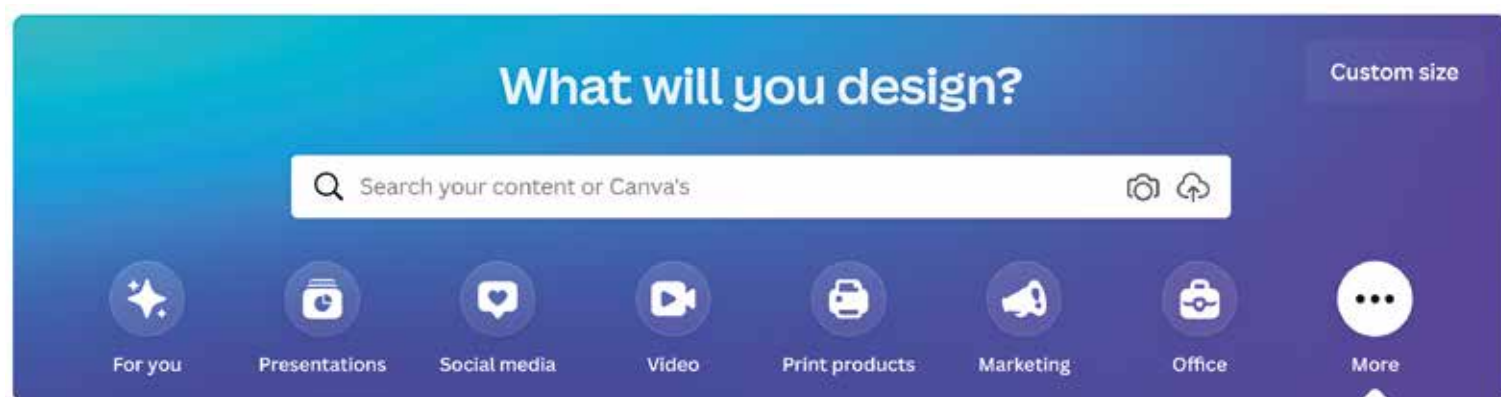 What will you design?
Custom size
Search your content or Canva's
For you
Presentations
Social media
Video
Print products
Marketing
Office
More